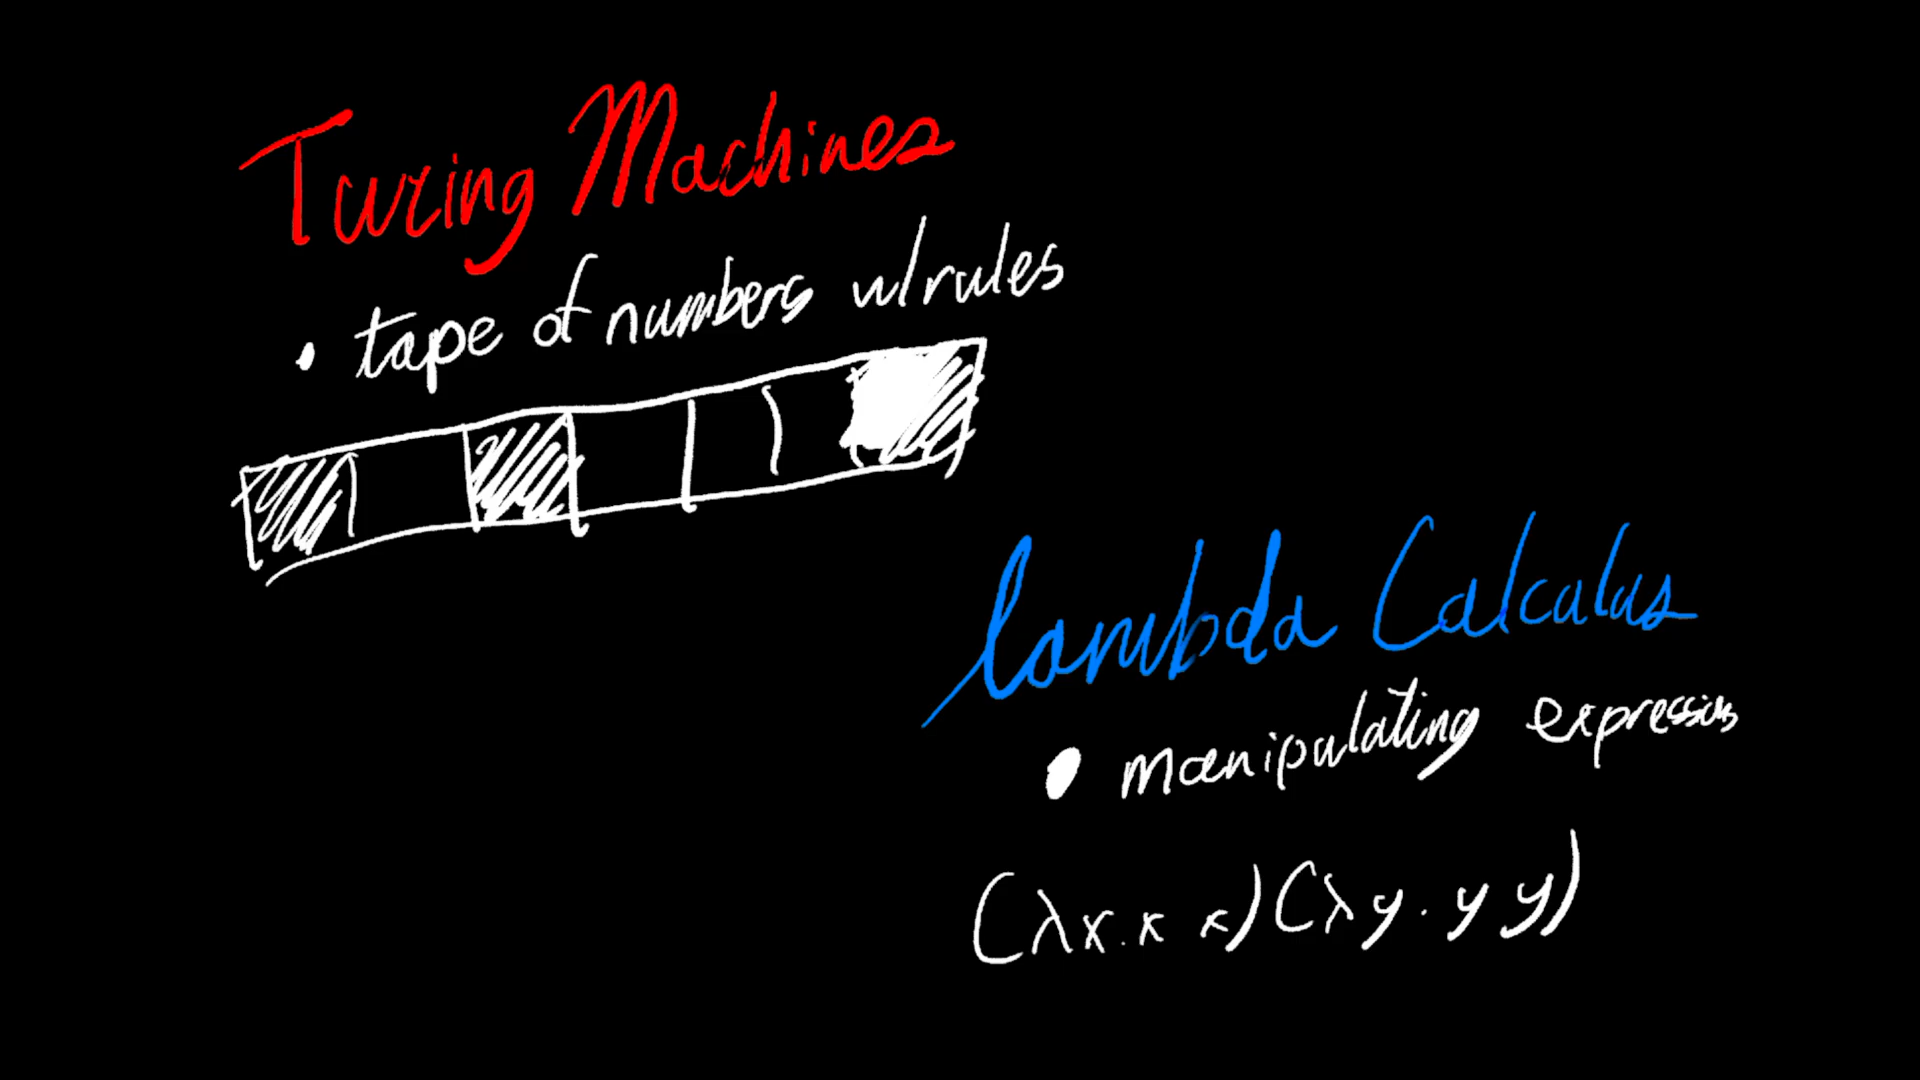 Turing Machines
• tape of numbers w/rules
lambda Calculus
• manipulating expressions
(λx.x x)(λy.y y)